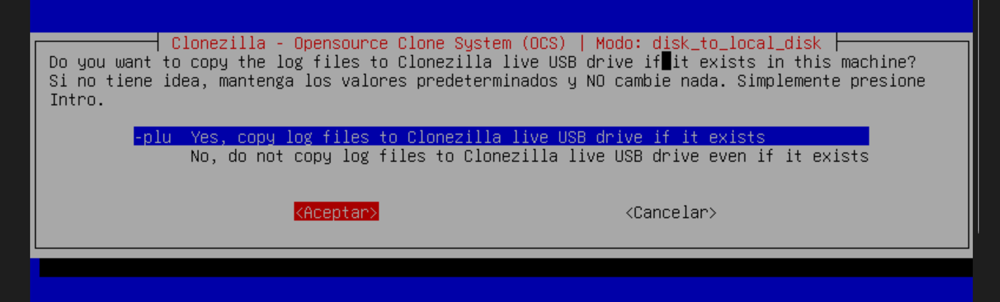 Clonezilla - Opensource Clone System (OCS) | Modo: disk_to_local_disk
Do you want to copy the log files to Clonezilla live USB drive if it exists in this machine?
Si no tiene idea, mantenga los valores predeterminados y NO cambie nada. Simplemente presione
Intro.
-plu Yes, copy log files to Clonezilla live USB drive if it exists
No, do not copy log files to Clonezilla live USB drive even if it exists
<Aceptar> <Cancelar>